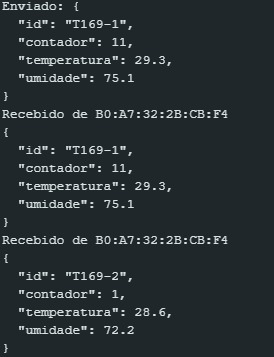 Enviado: {
  "id": "T169-1",
  "contador": 11,
  "temperatura": 29.3,
  "umidade": 75.1
}
Recebido de B0:A7:32:2B:CB:F4
{
  "id": "T169-1",
  "contador": 11,
  "temperatura": 29.3,
  "umidade": 75.1
}
Recebido de B0:A7:32:2B:CB:F4
{
  "id": "T169-2",
  "contador": 1,
  "temperatura": 28.6,
  "umidade": 72.2
}